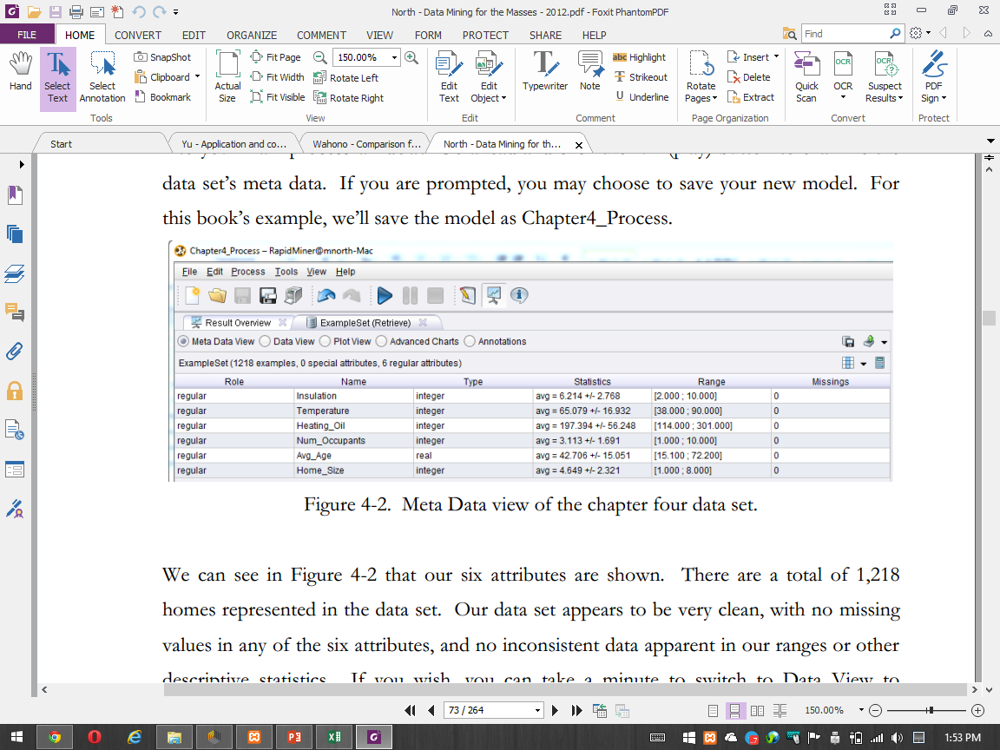 North - Data Mining for the Masses - 2012.pdf - Foxit PhantomPDF
FILE HOME CONVERT EDIT ORGANIZE COMMENT VIEW FORM PROTECT SHARE HELP
Find
Hand
Select Text
Select Annotation
SnapShot
Clipboard
Bookmark
Tools
Actual Size
Fit Page
Fit Width
Fit Visible
150.00%
Rotate Left
Rotate Right
View
Edit Text
Edit Object
Edit
Typewriter
Note
abc Highlight
Strikeout
Underline
Comment
Rotate Pages
Insert
Delete
Extract
Page Organization
Quick Scan
OCR
OCR
OCR
Suspect Results
Convert
PDF Sign
Protect
Start
Yu - Application and co...
Wahono - Comparison f...
North - Data Mining for th...
data set's meta data. If you are prompted, you may choose to save your new model. For
this book's example, we'll save the model as Chapter4_Process.
Chapter4_Process – RapidMiner@mnorth-Mac
File Edit Process Tools View Help
Result Overview
ExampleSet (Retrieve)
Meta Data View Data View Plot View Advanced Charts Annotations
ExampleSet (1218 examples, 0 special attributes, 6 regular attributes)
Role Name Type Statistics Range Missings
regular Insulation integer avg = 6.214 +/- 2.768 [2.000 ; 10.000] 0
regular Temperature integer avg = 65.079 +/- 16.932 [38.000 ; 90.000] 0
regular Heating_Oil integer avg = 197.394 +/- 56.248 [114.000 ; 301.000] 0
regular Num_Occupants integer avg = 3.113 +/- 1.691 [1.000 ; 10.000] 0
regular Avg_Age real avg = 42.706 +/- 15.051 [15.100 ; 72.200] 0
regular Home_Size integer avg = 4.649 +/- 2.321 [1.000 ; 8.000] 0
Figure 4-2. Meta Data view of the chapter four data set.
We can see in Figure 4-2 that our six attributes are shown. There are a total of 1,218
homes represented in the data set. Our data set appears to be very clean, with no missing
values in any of the six attributes, and no inconsistent data apparent in our ranges or other
descriptive statistics. If you wish, you can take a minute to switch to Data View to
73 / 264
150.00%
1:53 PM